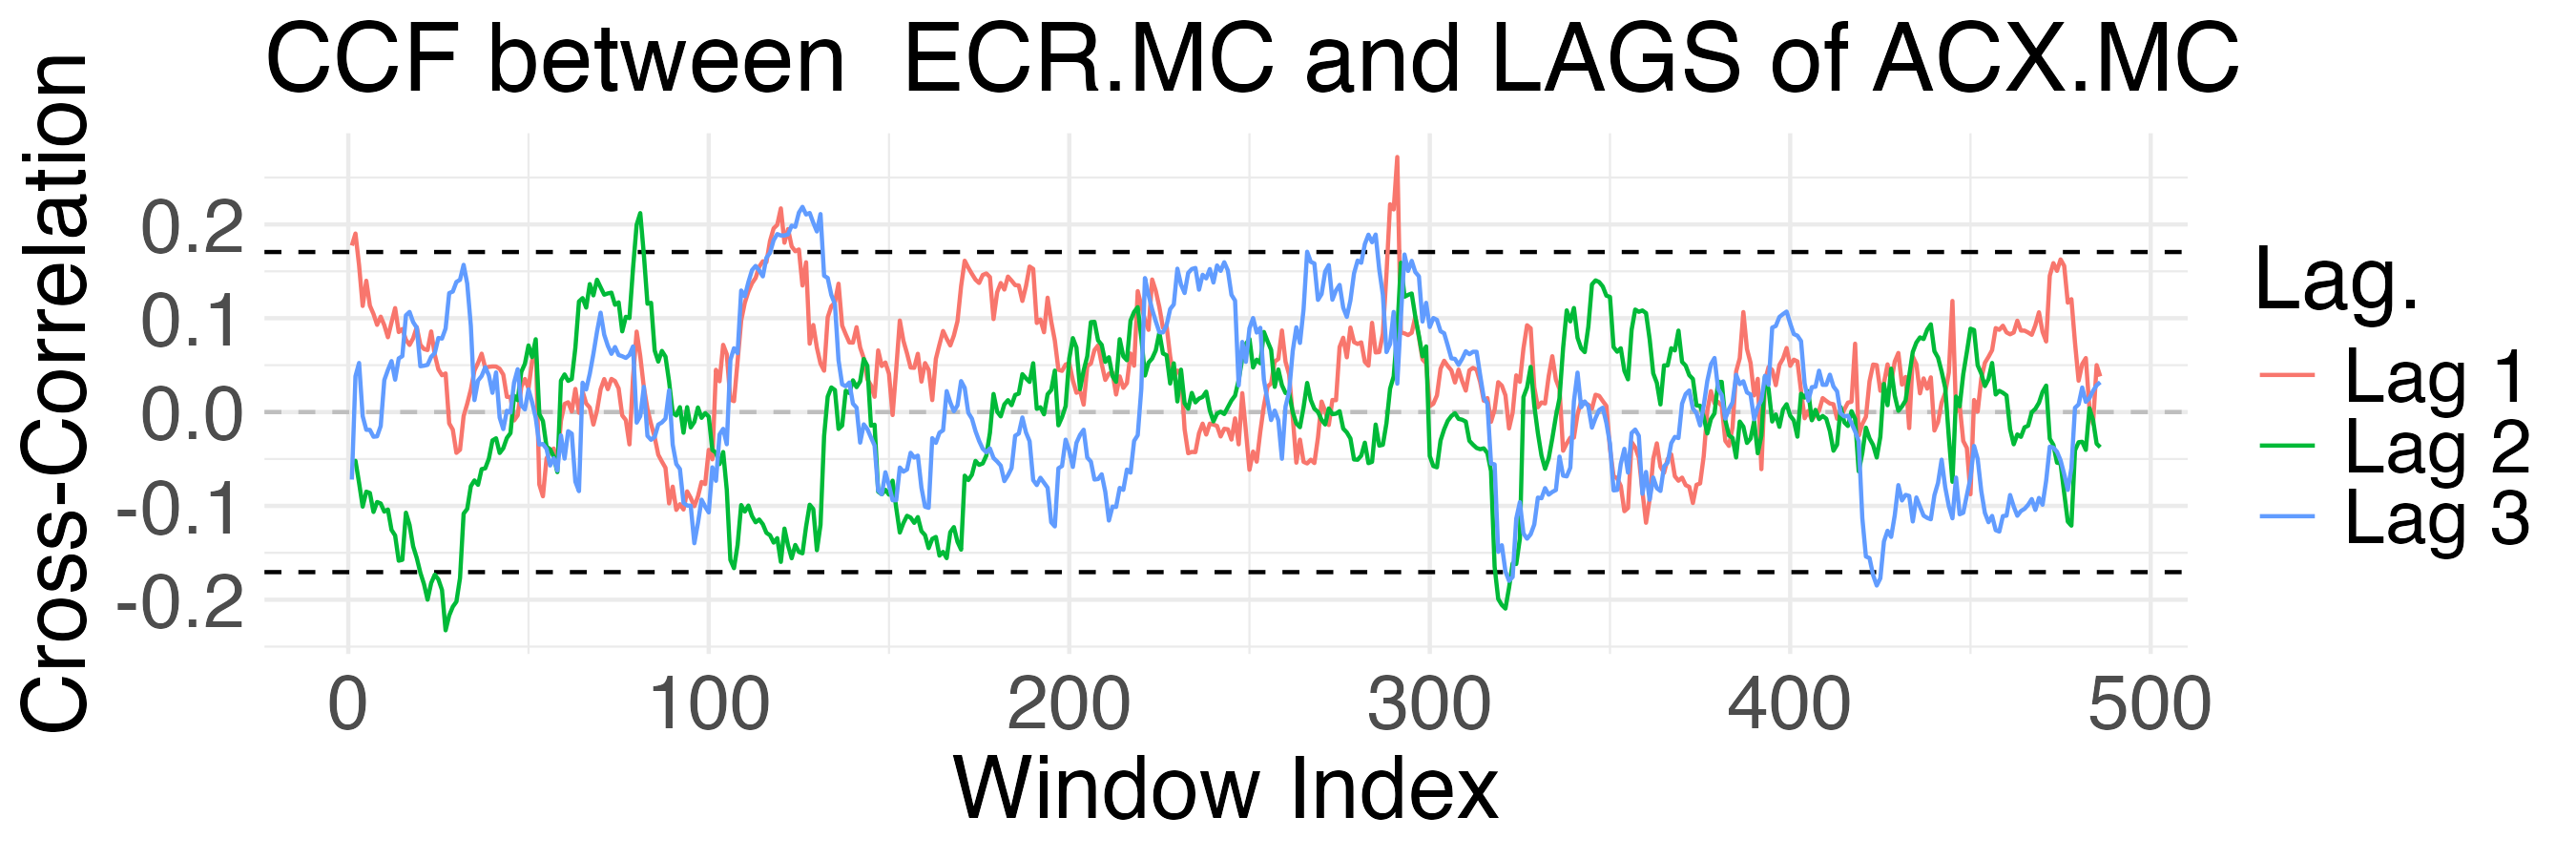 CCF between  ECR.MC and LAGS of ACX.MC
Cross-Correlation
0.2
0.1
0.0
-0.1
-0.2
0 100 200 300 400 500
Window Index
Lag.
Lag 1
Lag 2
Lag 3